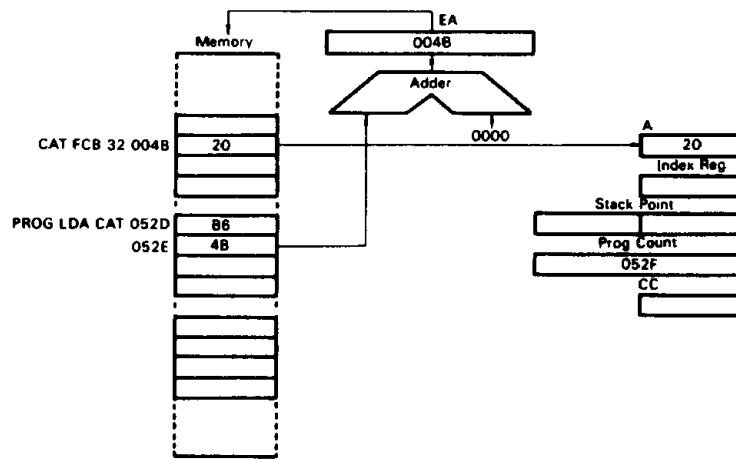 EA
Memory
004B
Adder
0000
A
CAT FCB 32 004B
20
20
Index Reg
Stack Point
PROG LDA CAT 052D
B6
052E
4B
Prog Count
052F
CC